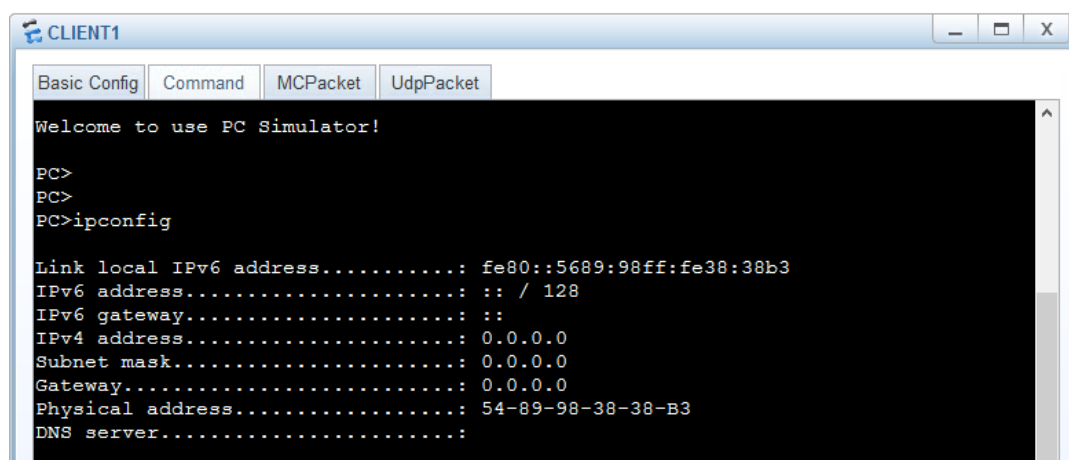 CLIENT1
Basic Config Command MCPacket UdpPacket
Welcome to use PC Simulator!
PC>
PC>
PC>ipconfig
Link local IPv6 address...........: fe80::5689:98ff:fe38:38b3
IPv6 address......................: :: / 128
IPv6 gateway......................: ::
IPv4 address......................: 0.0.0.0
Subnet mask.......................: 0.0.0.0
Gateway...........................: 0.0.0.0
Physical address..................: 54-89-98-38-38-B3
DNS server........................: